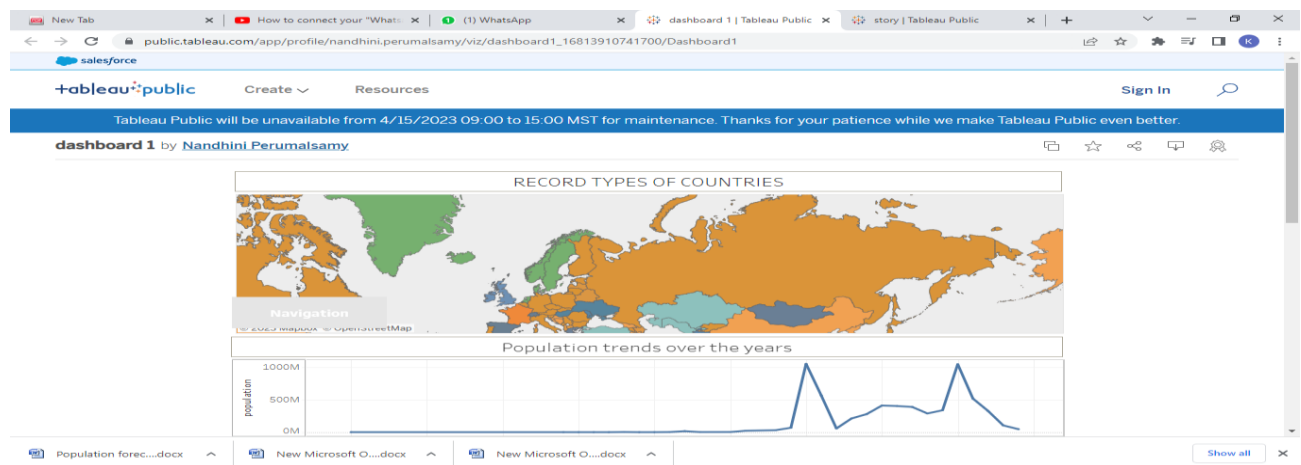 New Tab
How to connect your "Whats
(1) WhatsApp
dashboard 1 | Tableau Public
story | Tableau Public
public.tableau.com/app/profile/nandhini.perumalsamy/viz/dashboard1_16813910741700/Dashboard1
K
salesforce
+ableau public
Create
Resources
Sign In
Tableau Public will be unavailable from 4/15/2023 09:00 to 15:00 MST for maintenance. Thanks for your patience while we make Tableau Public even better.
dashboard 1 by Nandhini Perumalsamy
RECORD TYPES OF COUNTRIES
Navigation
© 2023 Mapbox © OpenStreetMap
Population trends over the years
1000M
population
500M
0M
Population forec....docx
New Microsoft O....docx
New Microsoft O....docx
Show all